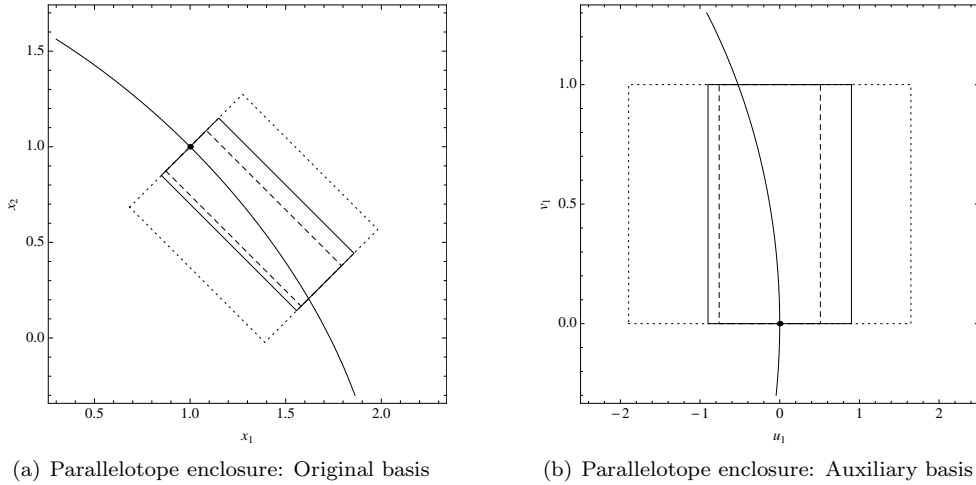 1.5
1.0
0.5
0.0
x2
0.5 1.0 1.5 2.0
x1
(a) Parallelotope enclosure: Original basis
1.0
0.5
0.0
v1
−2 −1 0 1 2
u1
(b) Parallelotope enclosure: Auxiliary basis